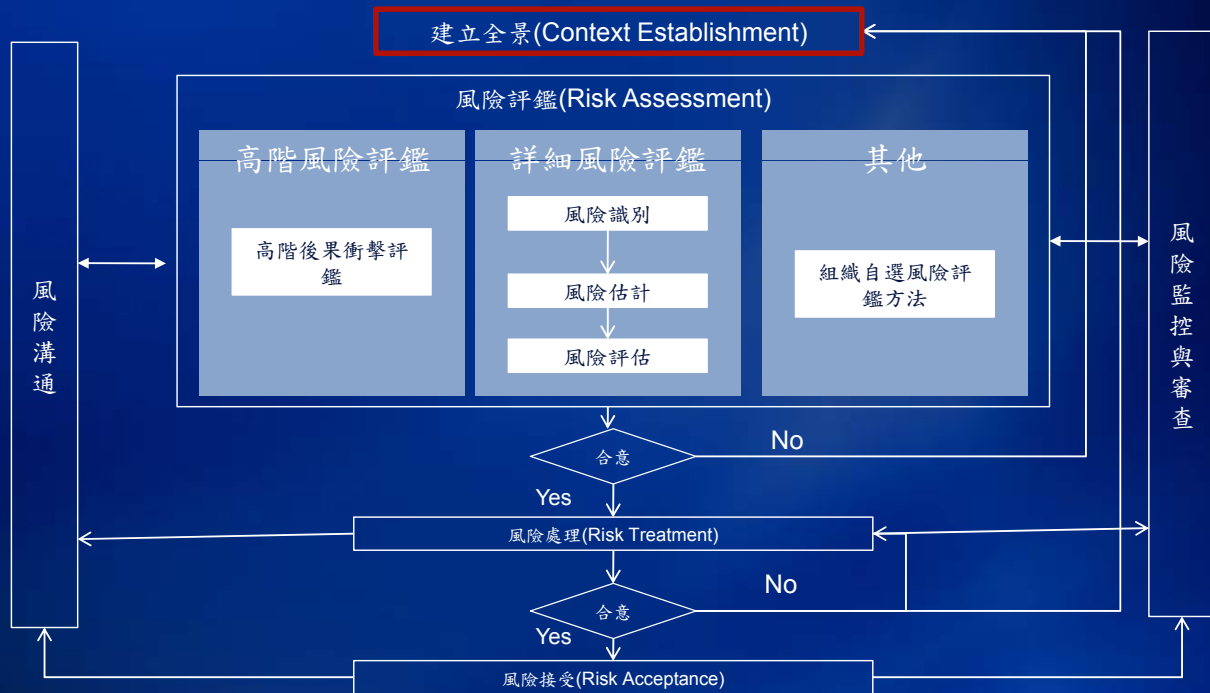 建立全景(Context Establishment)
風險評鑑(Risk Assessment)
高階風險評鑑
高階後果衝擊評
鑑
詳細風險評鑑
風險識別
風險估計
風險評估
其他
組織自選風險評
鑑方法
風險溝通
風險監控與審查
合意
No
Yes
風險處理(Risk Treatment)
合意
No
Yes
風險接受(Risk Acceptance)